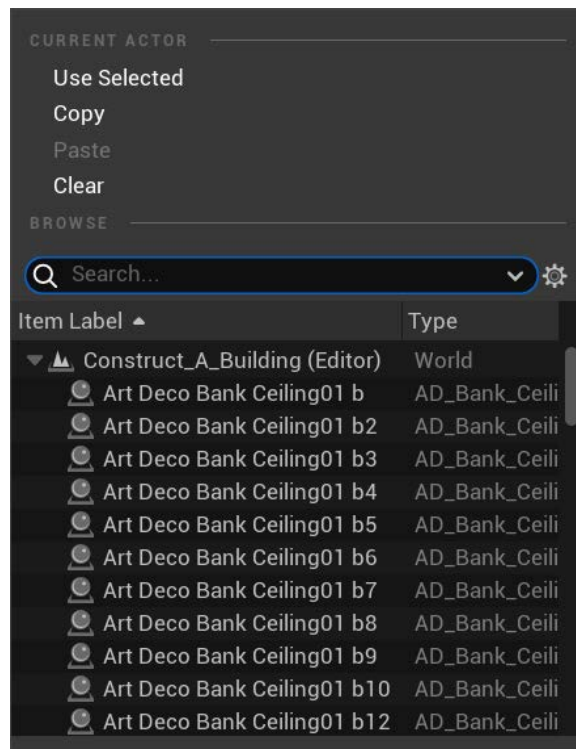 CURRENT ACTOR
Use Selected
Copy
Paste
Clear
BROWSE
Search...
Item Label Type
Construct_A_Building (Editor) World
Art Deco Bank Ceiling01 b AD_Bank_Ceili
Art Deco Bank Ceiling01 b2 AD_Bank_Ceili
Art Deco Bank Ceiling01 b3 AD_Bank_Ceili
Art Deco Bank Ceiling01 b4 AD_Bank_Ceili
Art Deco Bank Ceiling01 b5 AD_Bank_Ceili
Art Deco Bank Ceiling01 b6 AD_Bank_Ceili
Art Deco Bank Ceiling01 b7 AD_Bank_Ceili
Art Deco Bank Ceiling01 b8 AD_Bank_Ceili
Art Deco Bank Ceiling01 b9 AD_Bank_Ceili
Art Deco Bank Ceiling01 b10 AD_Bank_Ceili
Art Deco Bank Ceiling01 b12 AD_Bank_Ceili